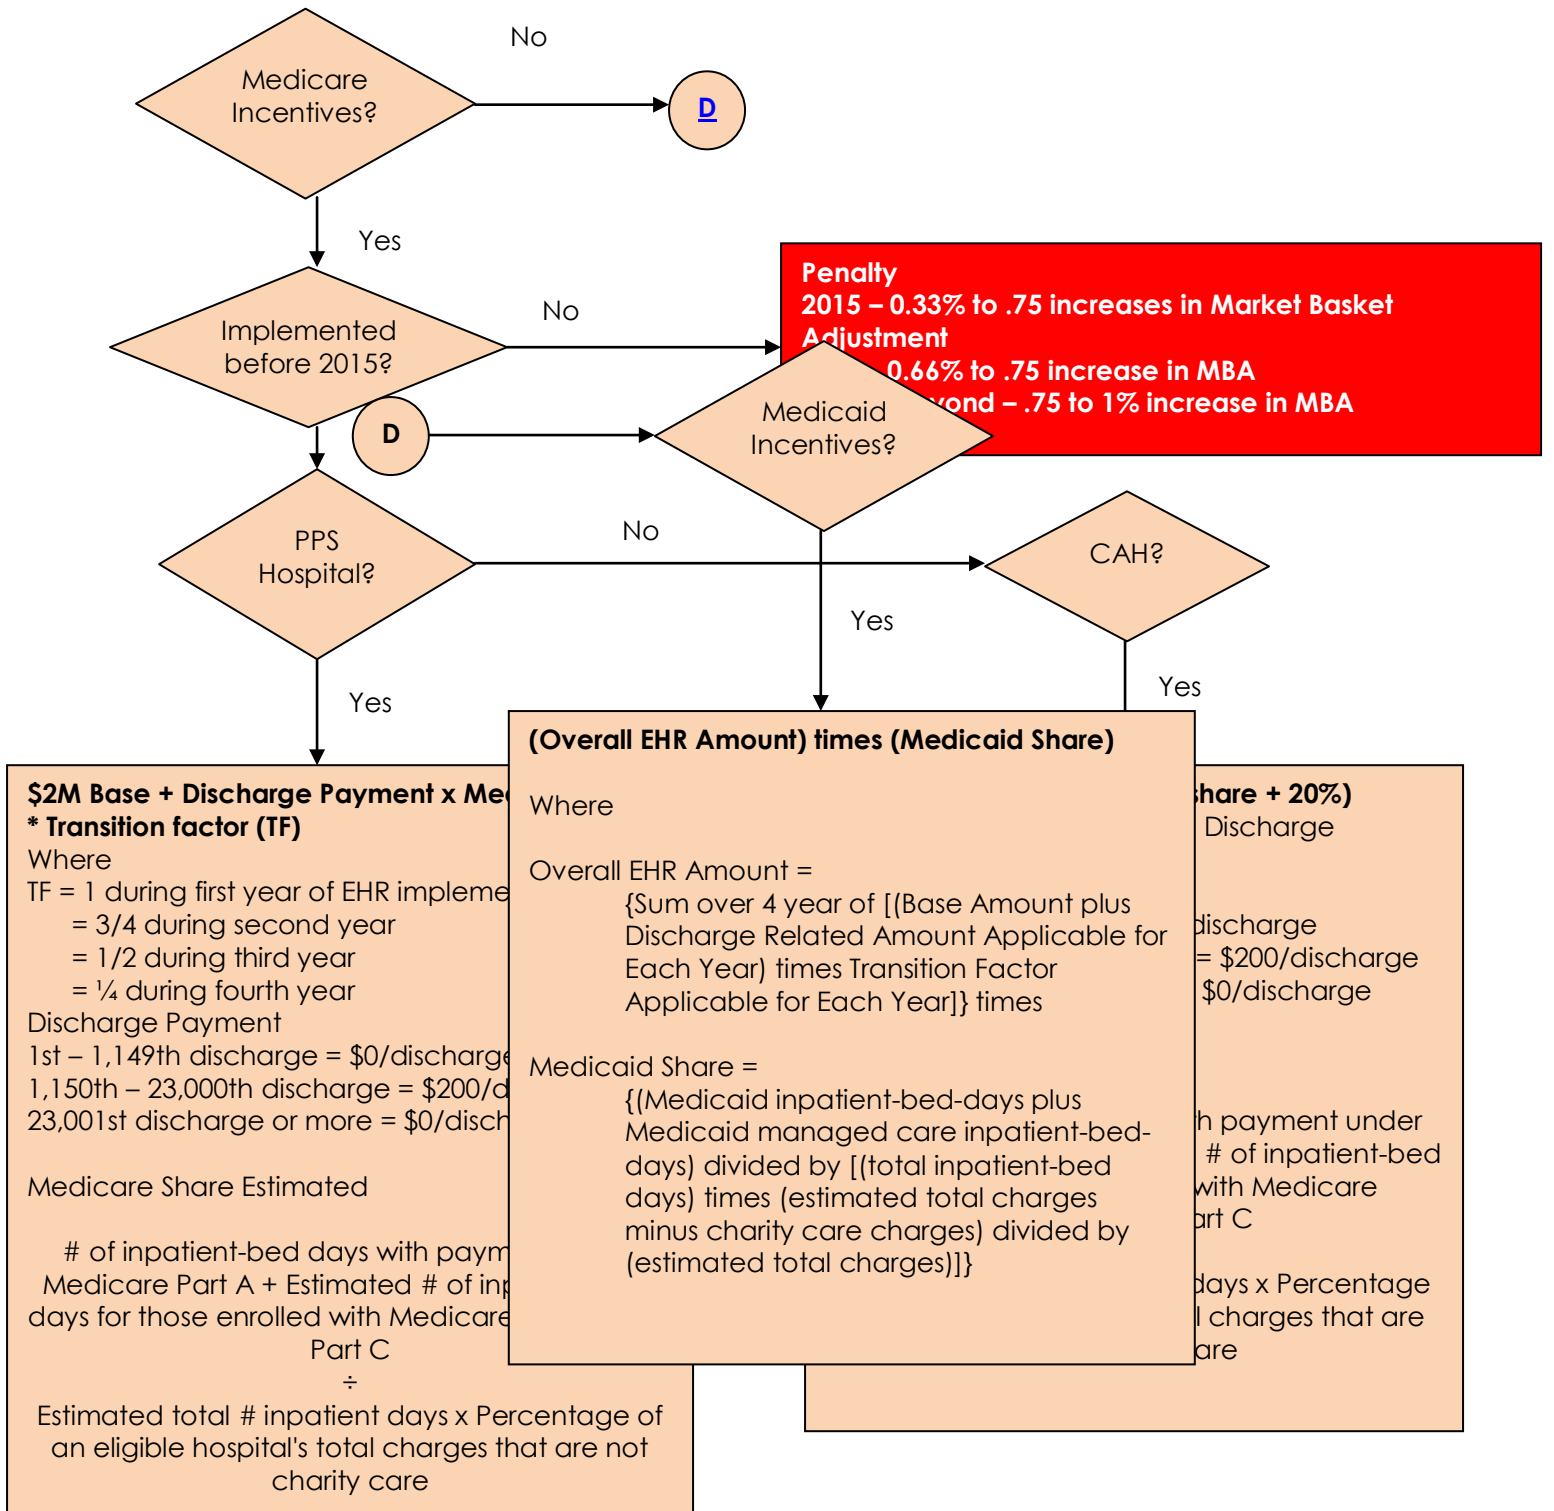 No
Medicare
Incentives?
D
Yes
Penalty
2015 – 0.33% to .75 increases in Market Basket
Adjustment
0.66% to .75 increase in MBA
– .75 to 1% increase in MBA
No
Implemented
before 2015?
D
Medicaid
Incentives?
PPS
Hospital?
No
CAH?
Yes
Yes
Yes
(Overall EHR Amount) times (Medicaid Share)
Where
Overall EHR Amount =
{Sum over 4 year of [(Base Amount plus
Discharge Related Amount Applicable for
Each Year) times Transition Factor
Applicable for Each Year]} times
Medicaid Share =
{(Medicaid inpatient-bed-days plus
Medicaid managed care inpatient-bed-
days) divided by [(total inpatient-bed
days) times (estimated total charges
minus charity care charges) divided by
(estimated total charges)]}
$2M Base + Discharge Payment x
* Transition factor (TF)
Where
TF = 1 during first year of EHR
= 3/4 during second year
= 1/2 during third year
= ¼ during fourth year
Discharge Payment
1st – 1,149th discharge = $0/discharge
1,150th – 23,000th discharge = $200/
23,001st discharge or more = $0/
Medicare Share Estimated
# of inpatient-bed days with
Medicare Part A + Estimated # of
days for those enrolled with Medicare
Part C
÷
Estimated total # inpatient days x Percentage of
an eligible hospital's total charges that are not
charity care
share + 20%)
Discharge
discharge
= $200/discharge
$0/discharge
payment under
# of inpatient-bed
with Medicare
C
days x Percentage
charges that are